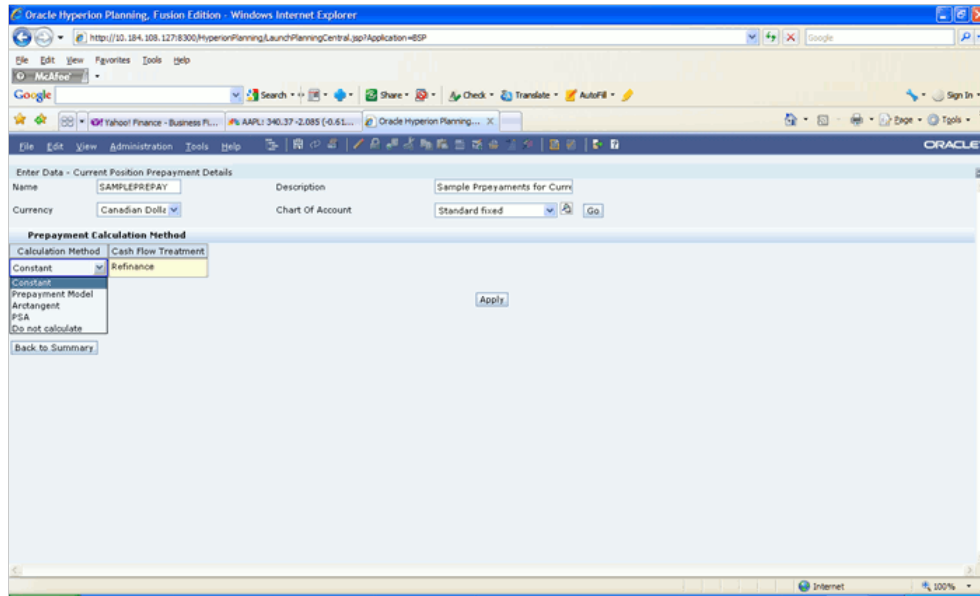 Oracle Hyperion Planning, Fusion Edition - Windows Internet Explorer
http://10.184.108.127:8300/HyperionPlanning/LaunchPlanningCentral.jsp?Application=BSP
Google
File Edit View Favorites Tools Help
McAfee
Google Search Share Check Translate AutoFill Sign In
Yahoo! Finance - Business Fi... AAPL: 340.37 -2.085 (-0.61... Oracle Hyperion Planning... X Page Tools
File Edit View Administration Tools Help ORACLE
Enter Data - Current Position Prepayment Details
Name SAMPLEPREPAY Description Sample Prpeyaments for Curre
Currency Canadian Dolla Chart Of Account Standard fixed Go
Prepayment Calculation Method
Calculation Method Cash Flow Treatment
Constant Refinance
Constant
Prepayment Model
Arctangent
PSA
Do not calculate
Apply
Back to Summary
Internet 100%